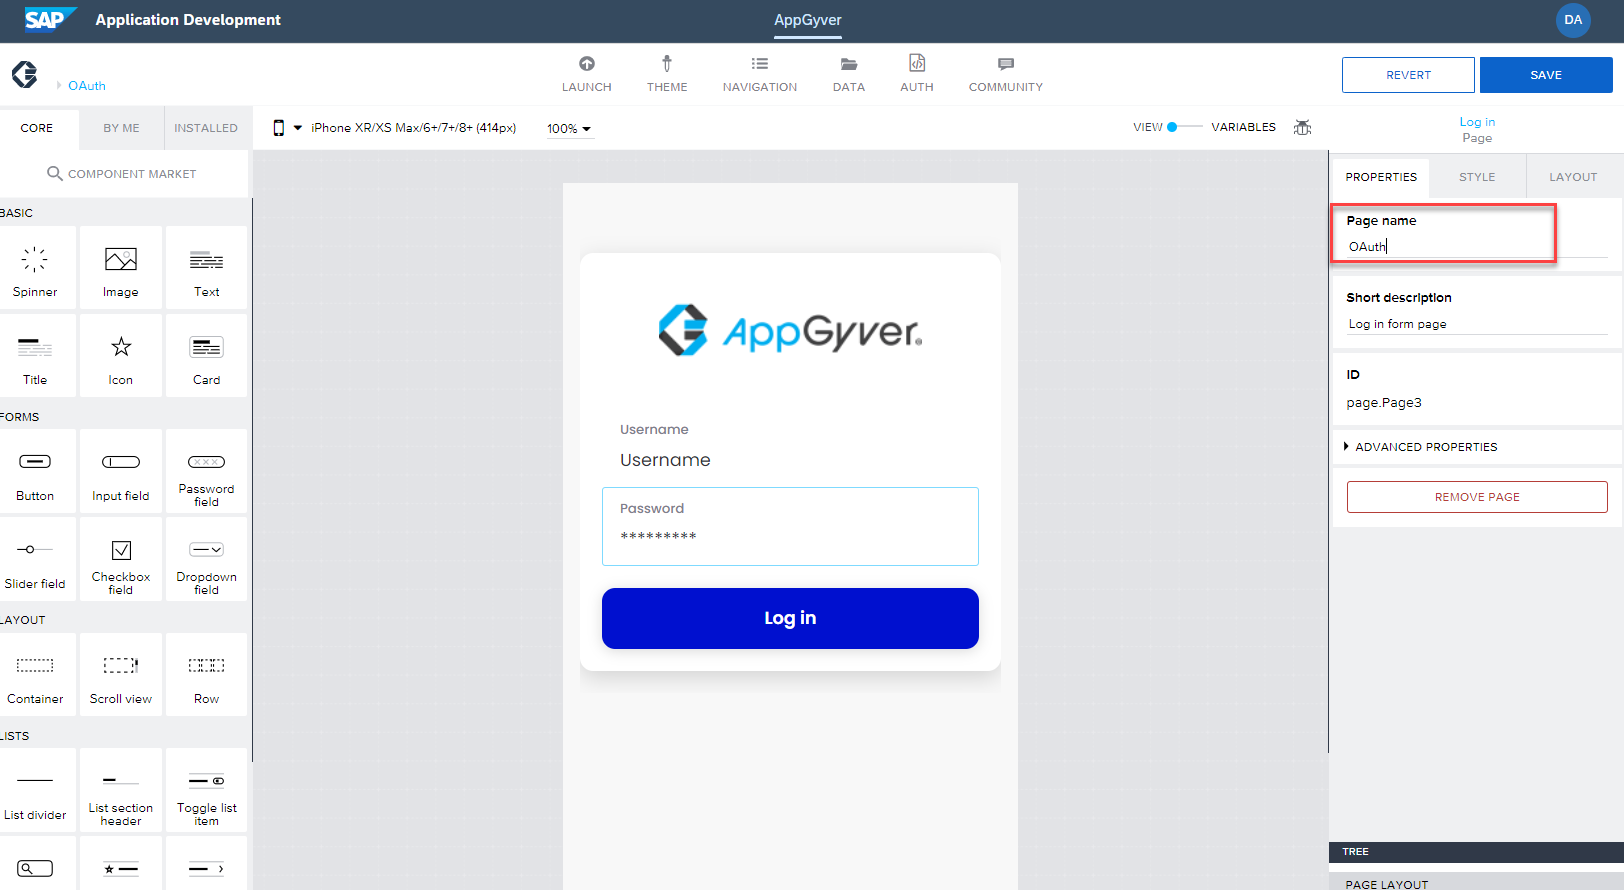 SAP Application Development AppGyver DA
OAuth
LAUNCH THEME NAVIGATION DATA AUTH COMMUNITY
REVERT SAVE
CORE BY ME INSTALLED
iPhone XR/XS Max/6+/7+/8+ (414px) 100%
VIEW VARIABLES
Log in
Page
COMPONENT MARKET
PROPERTIES STYLE LAYOUT
BASIC
Spinner Image Text
Title Icon Card
FORMS
Button Input field Password field
Slider field Checkbox field Dropdown field
LAYOUT
Container Scroll view Row
LISTS
List divider List section header Toggle list item
AppGyver®
Username
Username
Password
*********
Log in
Page name
OAuth
Short description
Log in form page
ID
page.Page3
ADVANCED PROPERTIES
REMOVE PAGE
TREE
PAGE LAYOUT